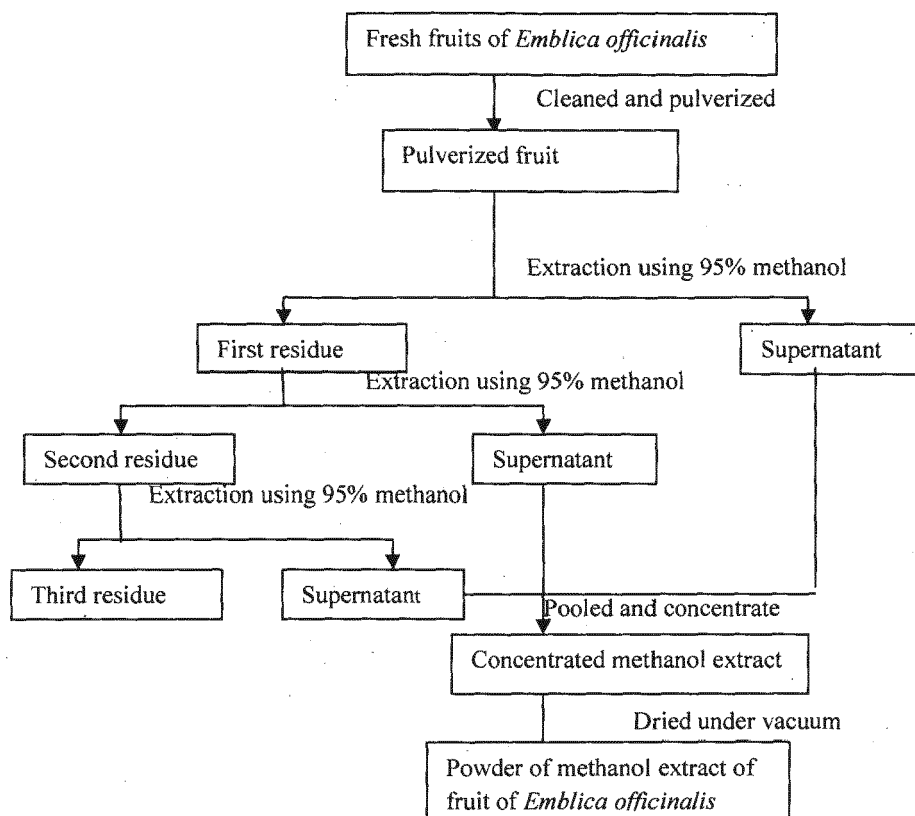 Fresh fruits of Emblica officinalis
Cleaned and pulverized
Pulverized fruit
Extraction using 95% methanol
First residue
Supernatant
Extraction using 95% methanol
Second residue
Supernatant
Extraction using 95% methanol
Third residue
Supernatant
Pooled and concentrate
Concentrated methanol extract
Dried under vacuum
Powder of methanol extract of
fruit of Emblica officinalis